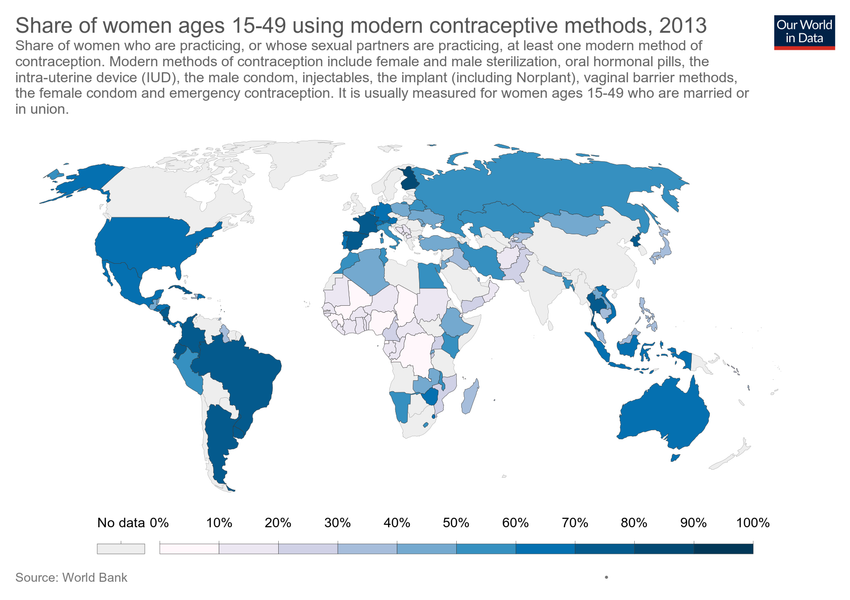 Share of women ages 15-49 using modern contraceptive methods, 2013
Our World
in Data
Share of women who are practicing, or whose sexual partners are practicing, at least one modern method of
contraception. Modern methods of contraception include female and male sterilization, oral hormonal pills, the
intra-uterine device (IUD), the male condom, injectables, the implant (including Norplant), vaginal barrier methods,
the female condom and emergency contraception. It is usually measured for women ages 15-49 who are married or
in union.
No data 0% 10% 20% 30% 40% 50% 60% 70% 80% 90% 100%
Source: World Bank